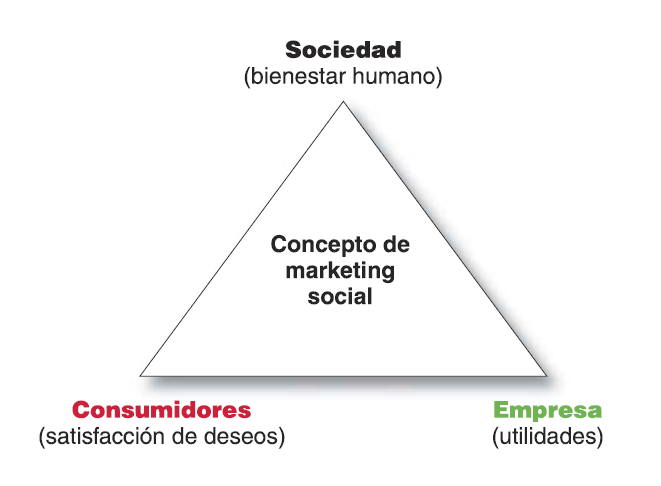 Sociedad
(bienestar humano)
Concepto de
marketing
social
Consumidores
(satisfacción de deseos)
Empresa
(utilidades)